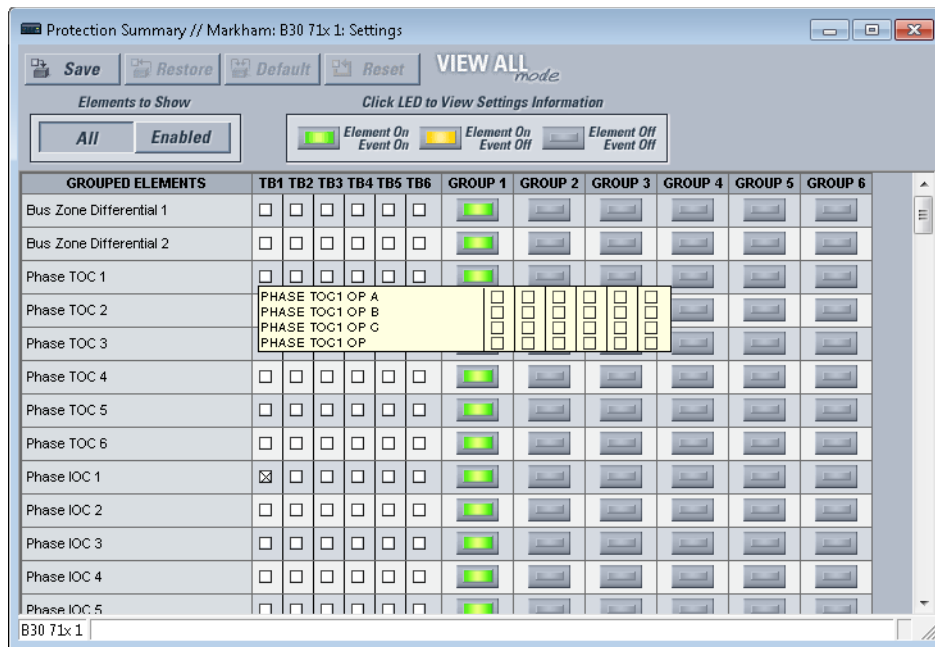 Protection Summary // Markham: B30 71x 1: Settings
Save Restore Default Reset VIEW ALL mode
Elements to Show
Click LED to View Settings Information
All Enabled
Element On Event On
Element On Event Off
Element Off Event Off
GROUPED ELEMENTS TB1 TB2 TB3 TB4 TB5 TB6 GROUP 1 GROUP 2 GROUP 3 GROUP 4 GROUP 5 GROUP 6
Bus Zone Differential 1
Bus Zone Differential 2
Phase TOC 1
PHASE TOC1 OP A
Phase TOC 2
PHASE TOC1 OP B
PHASE TOC1 OP C
Phase TOC 3
PHASE TOC1 OP
Phase TOC 4
Phase TOC 5
Phase TOC 6
Phase IOC 1
Phase IOC 2
Phase IOC 3
Phase IOC 4
Phase IOC 5
B30 71x 1